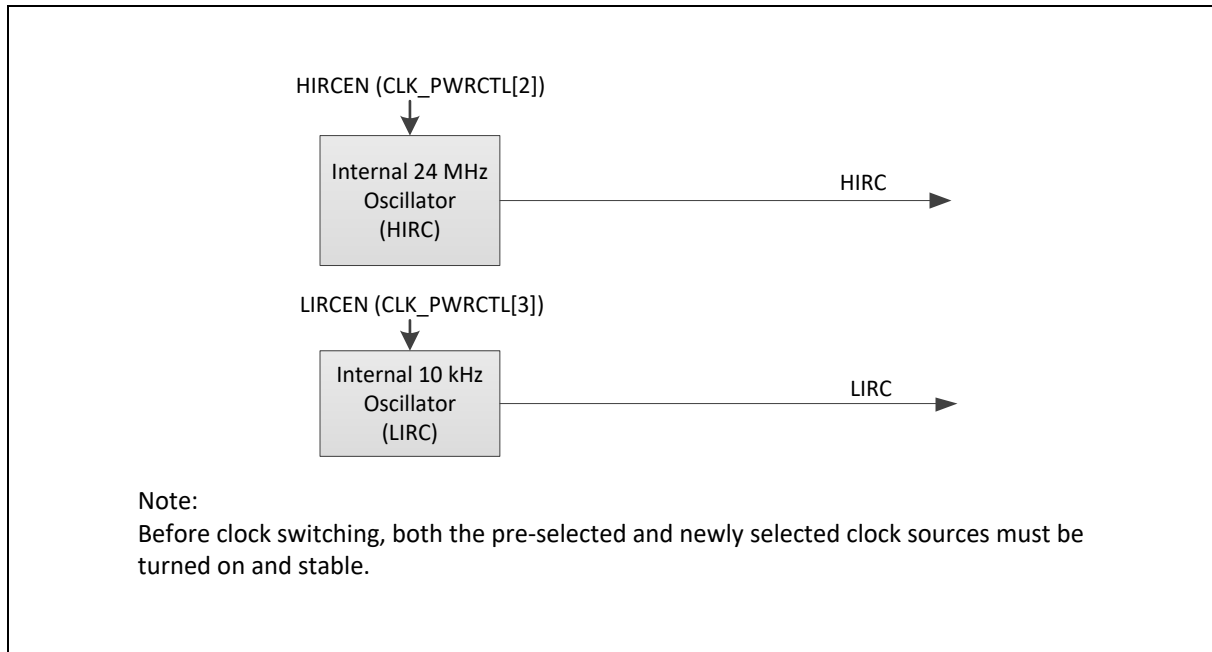 HIRCEN (CLK_PWRCTL[2])
Internal 24 MHz
Oscillator
(HIRC)
HIRC
LIRCEN (CLK_PWRCTL[3])
Internal 10 kHz
Oscillator
(LIRC)
LIRC
Note:
Before clock switching, both the pre-selected and newly selected clock sources must be
turned on and stable.